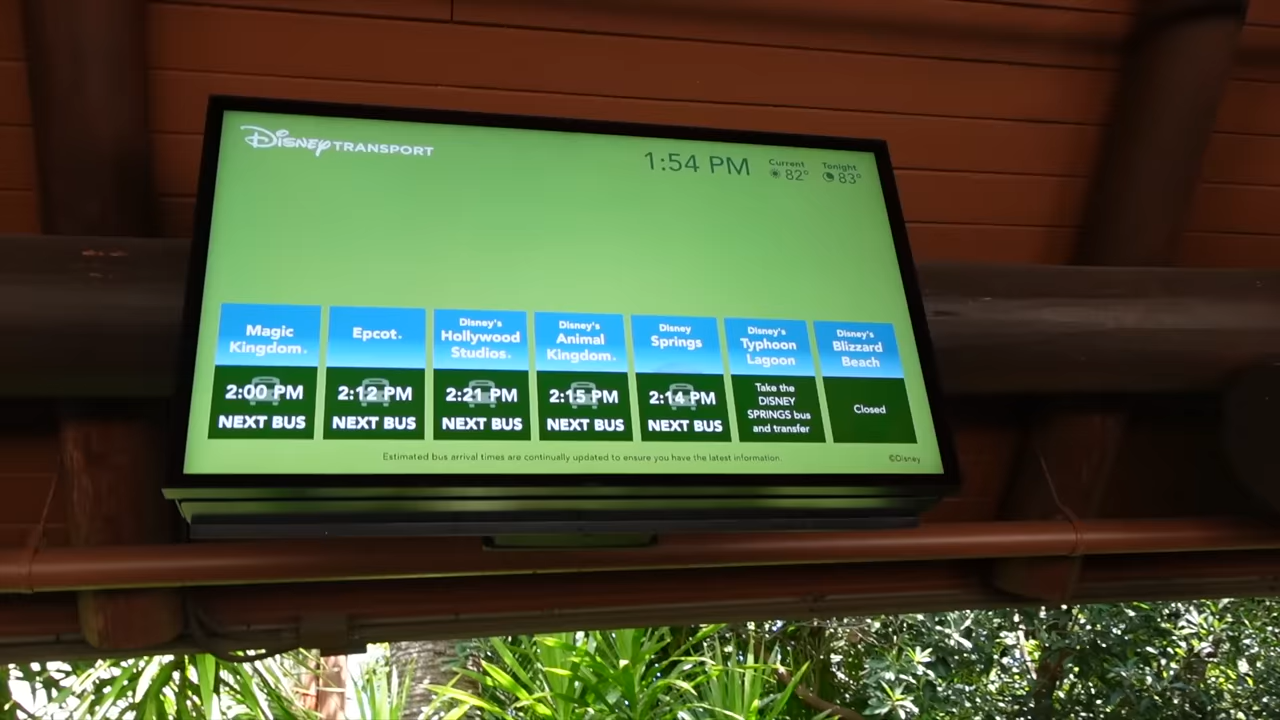 Disney TRANSPORT
1:54 PM
Current
82°
Tonight
83°
Magic
Kingdom.
2:00 PM
NEXT BUS
Epcot.
2:12 PM
NEXT BUS
Disney's
Hollywood
Studios.
2:21 PM
NEXT BUS
Disney's
Animal
Kingdom.
2:15 PM
NEXT BUS
Disney
Springs
2:14 PM
NEXT BUS
Disney's
Typhoon
Lagoon
Take the
DISNEY
SPRINGS bus
and transfer
Disney's
Blizzard
Beach
Closed
Estimated bus arrival times are continually updated to ensure you have the latest information.
©Disney